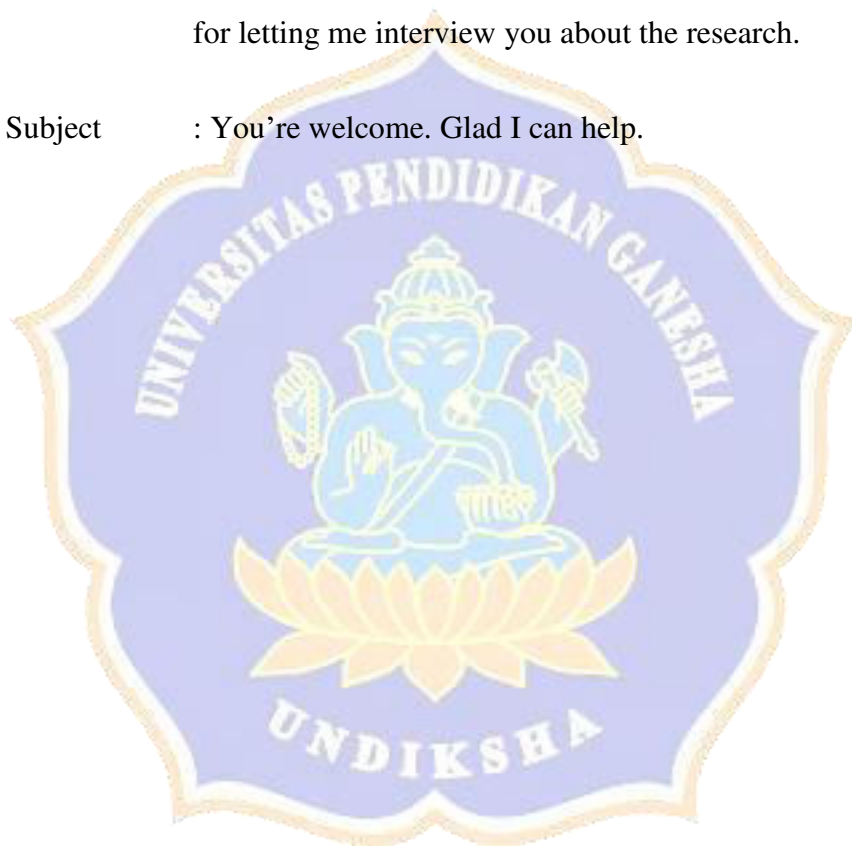 for letting me interview you about the research.
Subject : You’re welcome. Glad I can help.
UNIVERSITAS PENDIDIKAN GANESHA
UNDIKSHA